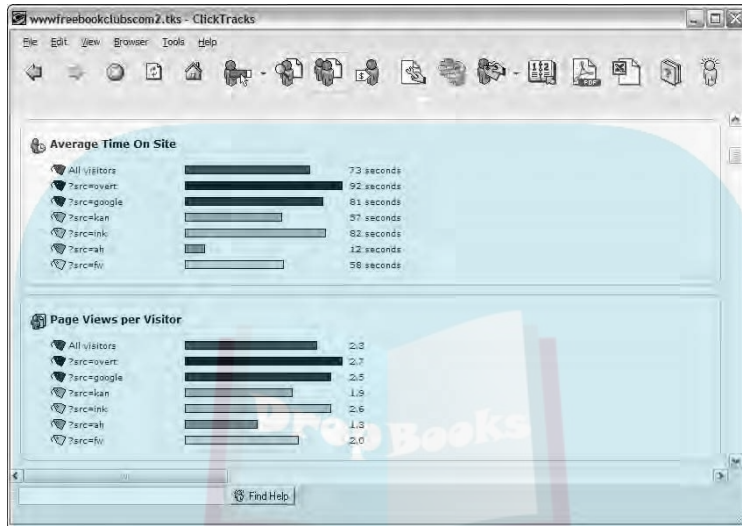 wwwfreebookclubscom2.tks - ClickTracks
File Edit View Browser Tools Help
PDF
Average Time On Site
All visitors 73 seconds
?src=overt 92 seconds
?src=google 81 seconds
?src=kan 57 seconds
?src=ink 82 seconds
?src=ah 12 seconds
?src=fw 58 seconds
Page Views per Visitor
All visitors 2.3
?src=overt 2.7
?src=google 2.5
?src=kan 1.9
?src=ink 2.6
?src=ah 1.3
?src=fw 2.0
DropBooks
Find Help